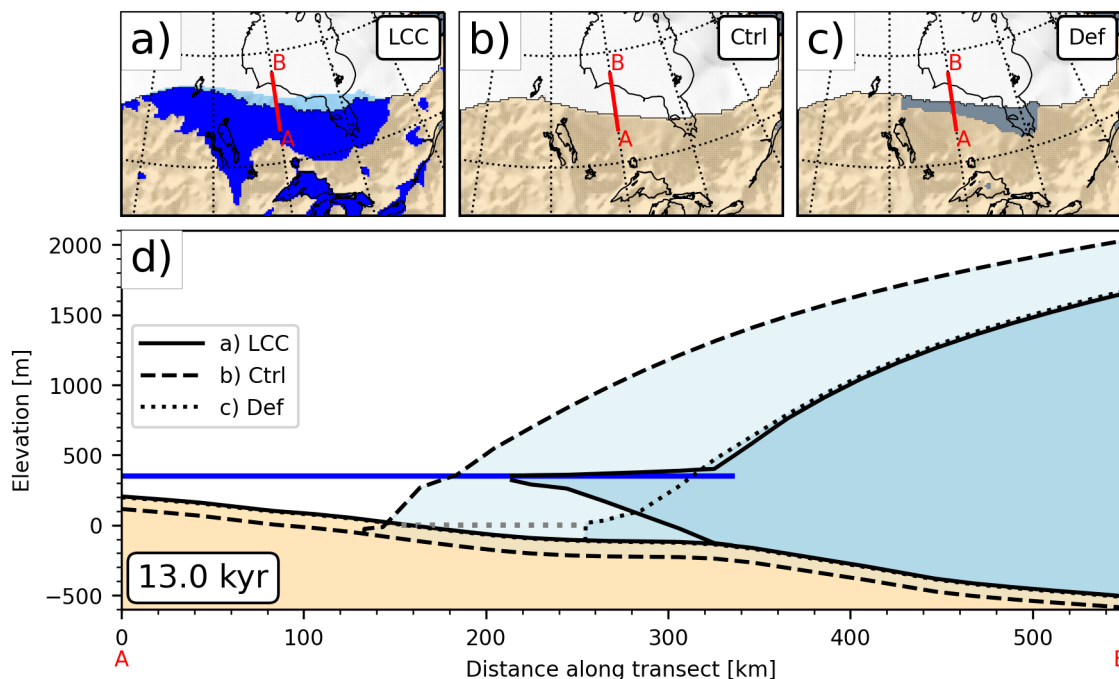 a)
LCC
B
A
b)
Ctrl
B
A
c)
Def
B
A
d)
2000
1500
1000
500
0
−500
Elevation [m]
a) LCC
b) Ctrl
c) Def
13.0 kyr
0
100
200
300
400
500
A
Distance along transect [km]